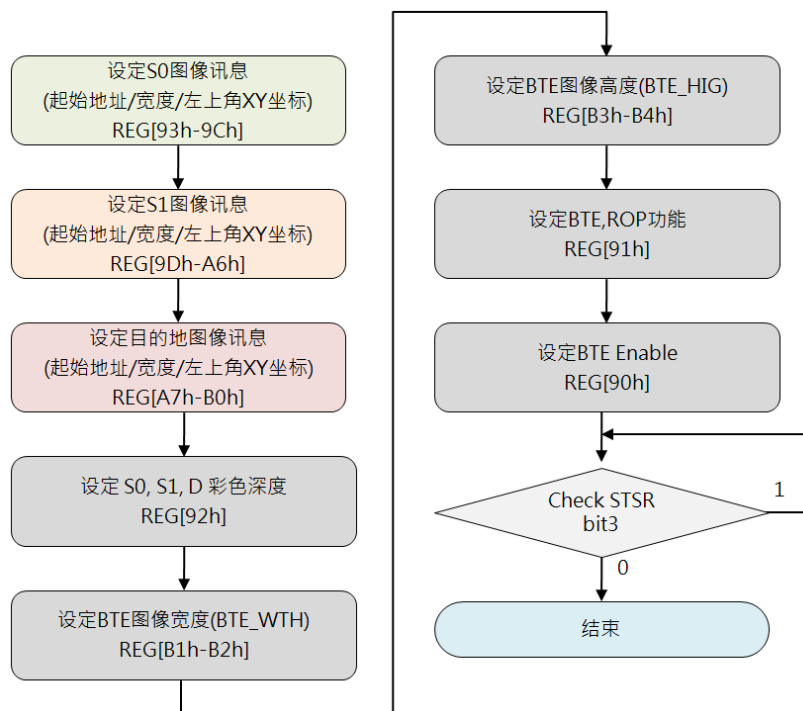 设定S0图像讯息
(起始地址/宽度/左上角XY坐标)
REG[93h-9Ch]
设定S1图像讯息
(起始地址/宽度/左上角XY坐标)
REG[9Dh-A6h]
设定目的地图像讯息
(起始地址/宽度/左上角XY坐标)
REG[A7h-B0h]
设定 S0, S1, D 彩色深度
REG[92h]
设定BTE图像宽度(BTE_WTH)
REG[B1h-B2h]
设定BTE图像高度(BTE_HIG)
REG[B3h-B4h]
设定BTE,ROP功能
REG[91h]
设定BTE Enable
REG[90h]
Check STSR
bit3
1
0
结束